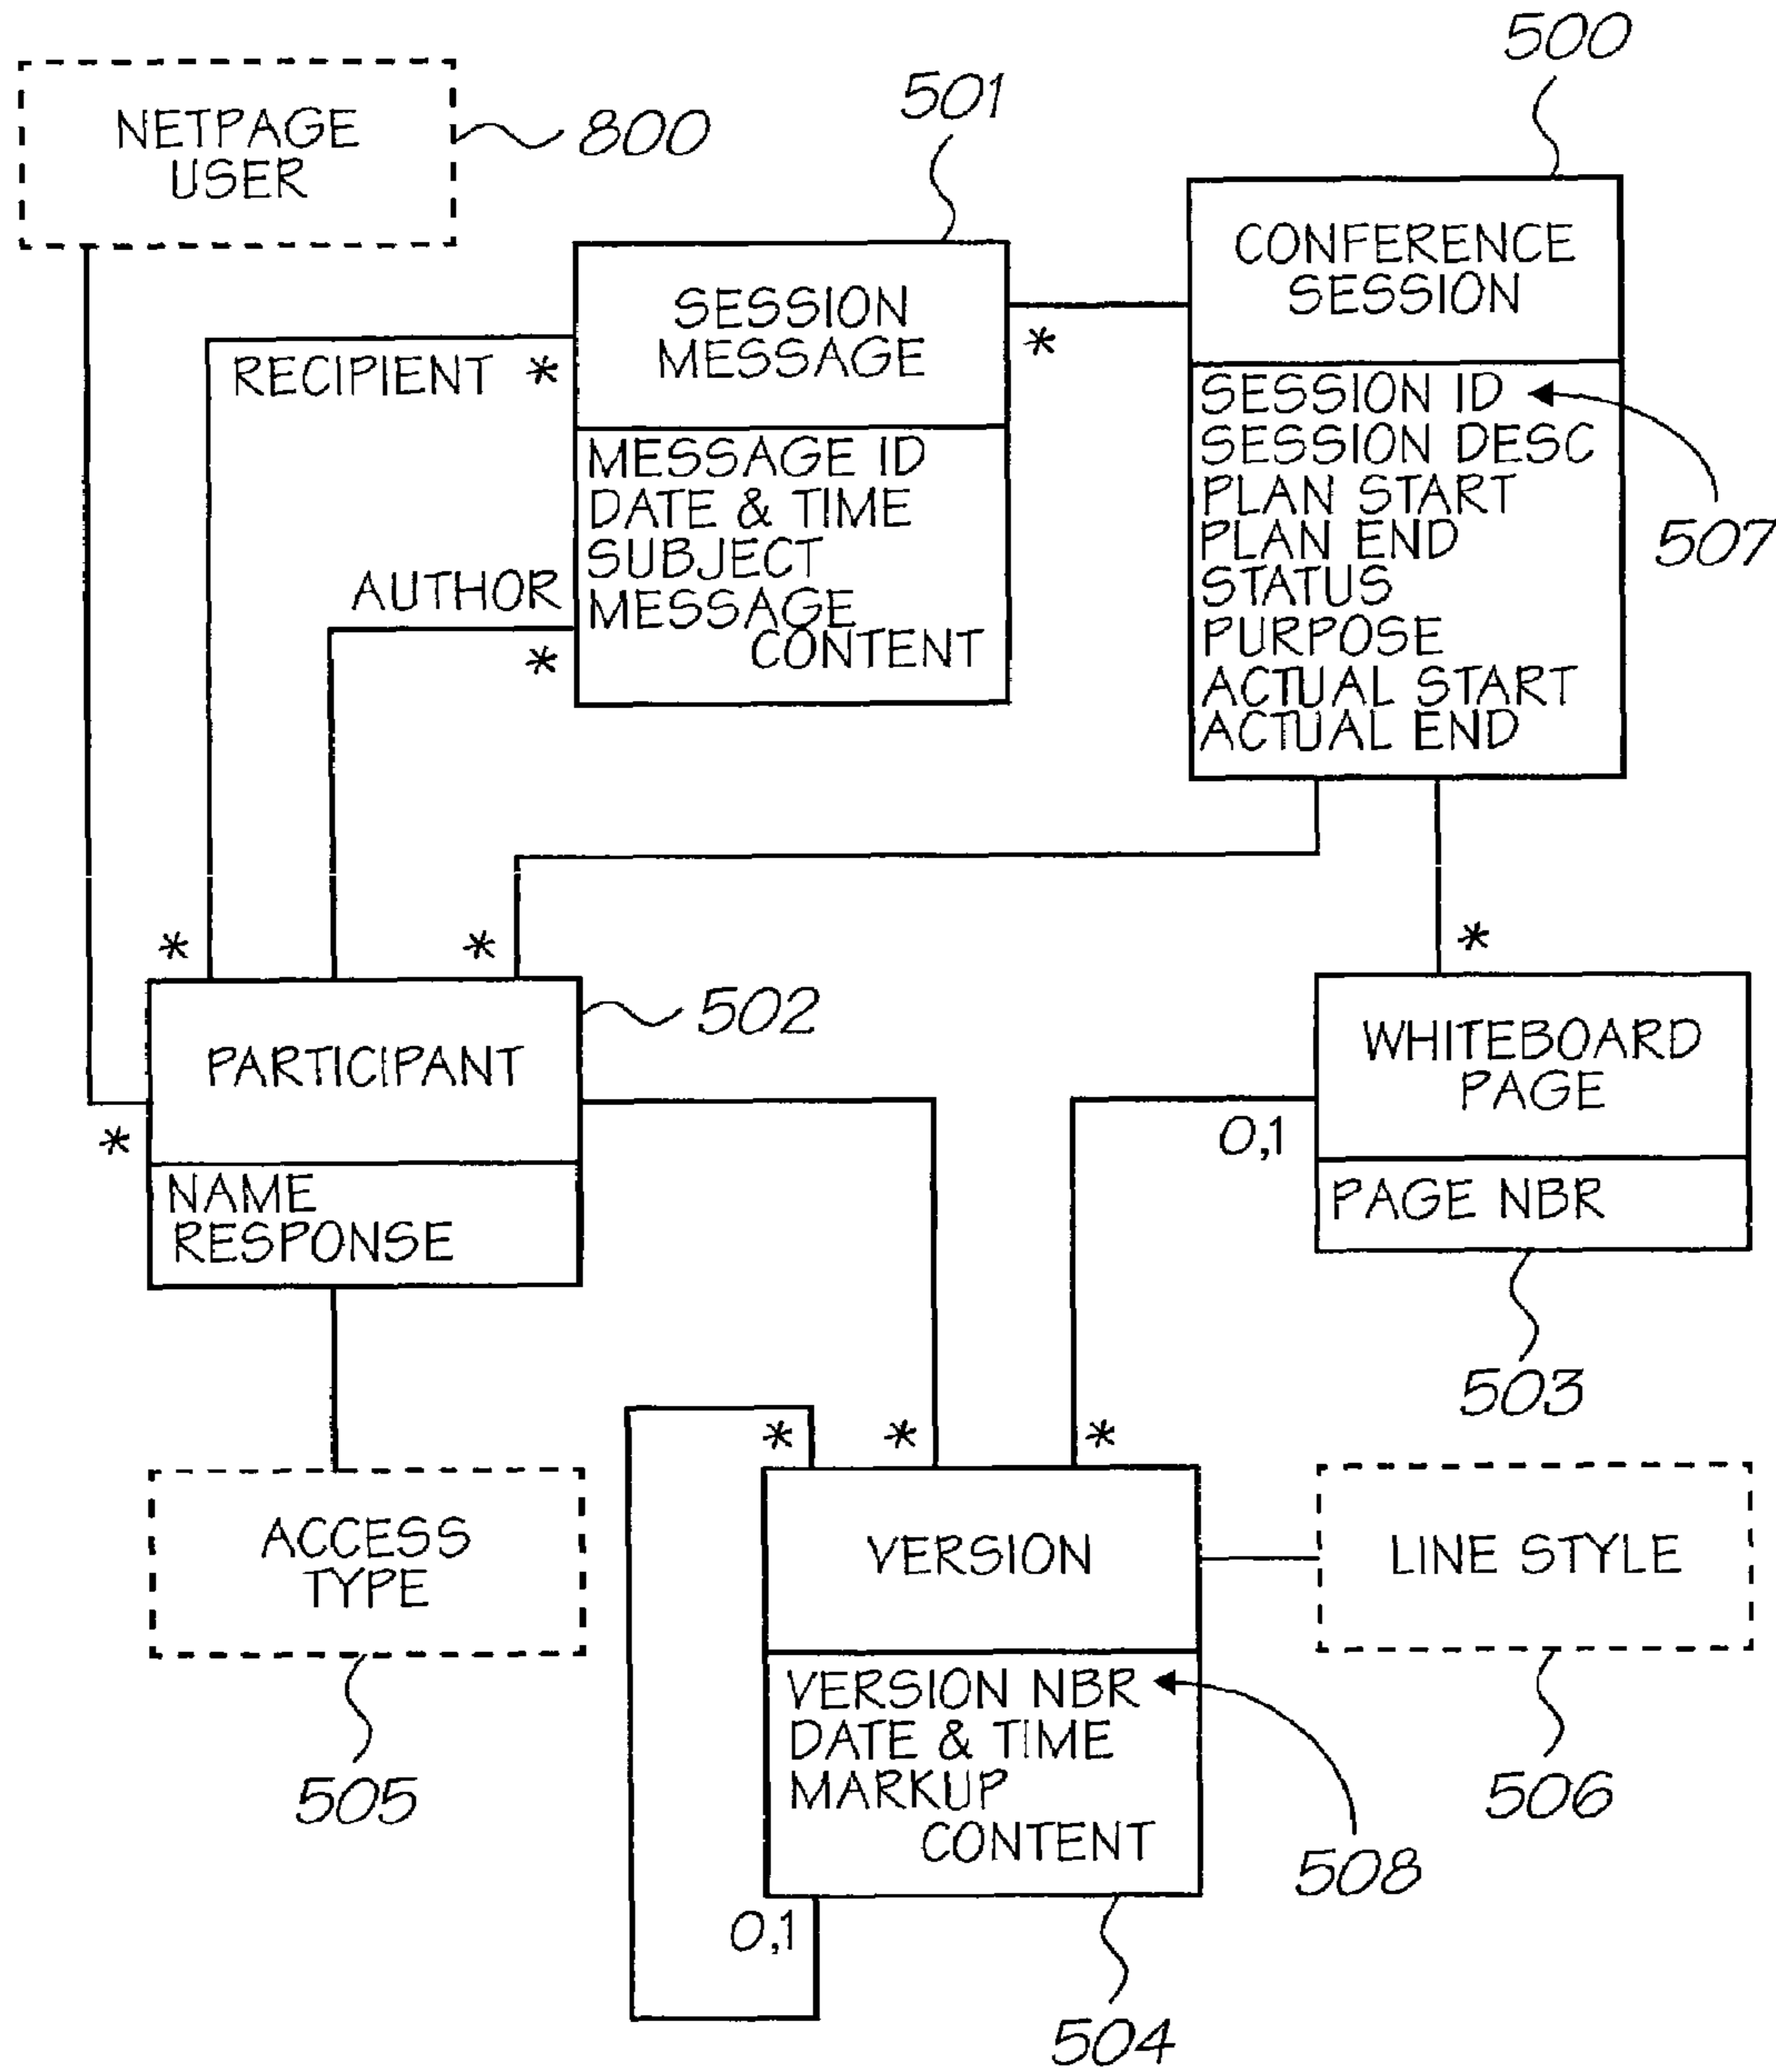 500
NETPAGE
USER
800
501
SESSION
MESSAGE
*
CONFERENCE
SESSION
RECIPIENT *
MESSAGE ID
DATE & TIME
SUBJECT
MESSAGE
CONTENT
AUTHOR
*
SESSION ID
SESSION DESC
PLAN START
PLAN END
STATUS
PURPOSE
ACTUAL START
ACTUAL END
507
*
*
*
502
PARTICIPANT
*
NAME
RESPONSE
WHITEBOARD
PAGE
0,1
PAGE NBR
503
*
*
*
ACCESS
TYPE
505
VERSION
LINE STYLE
506
VERSION NBR
DATE & TIME
MARKUP
CONTENT
508
0,1
504